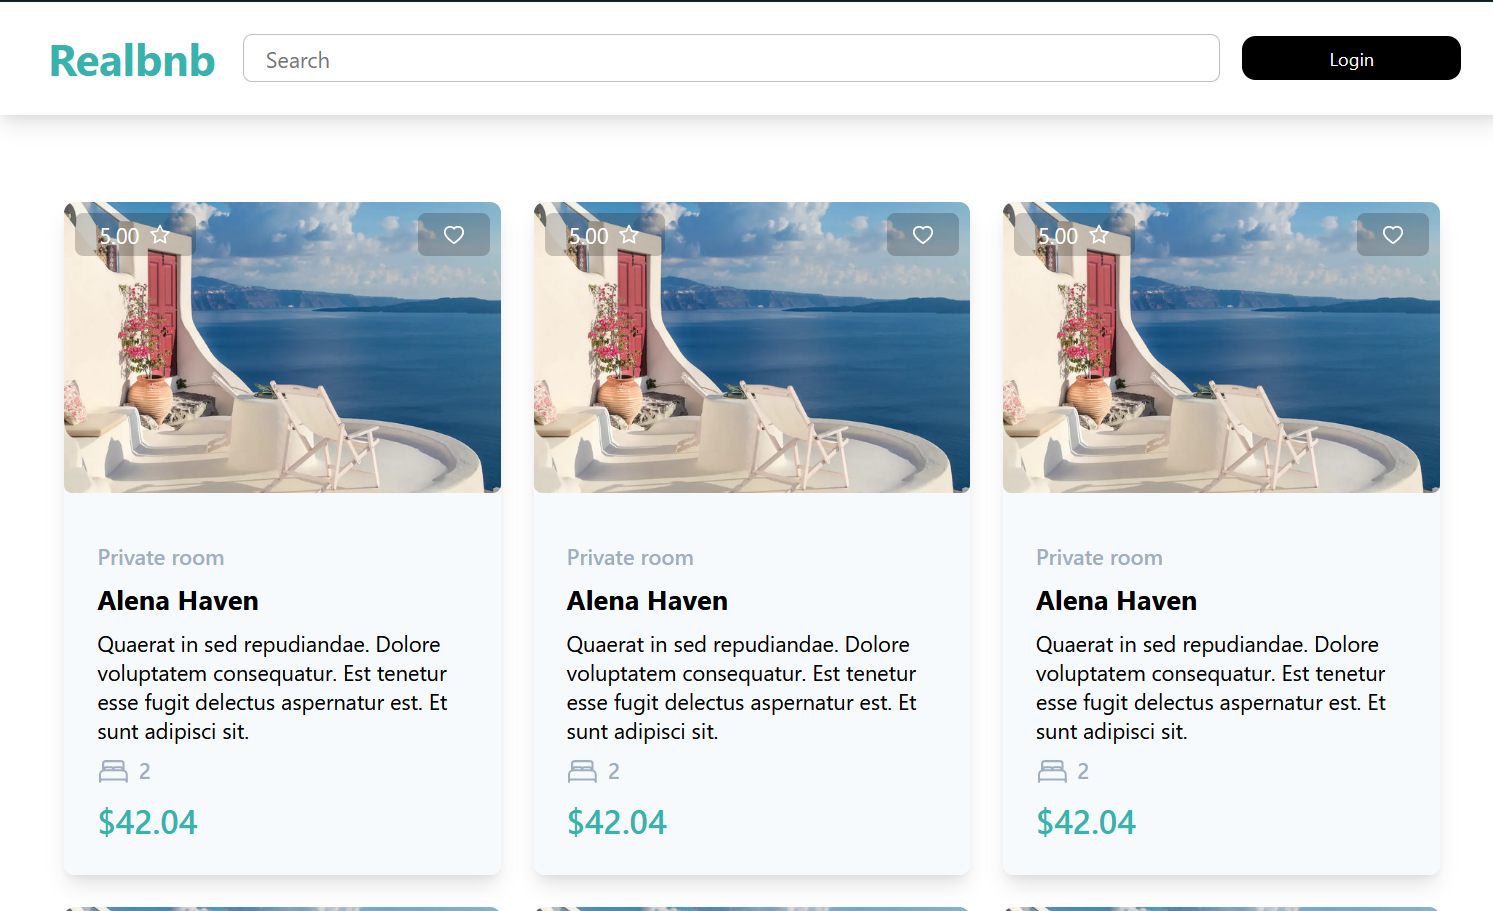 Realbnb
Search
Login
5.00
5.00
5.00
Private room
Alena Haven
Quaerat in sed repudiandae. Dolore
voluptatem consequatur. Est tenetur
esse fugit delectus aspernatur est. Et
sunt adipisci sit.
2
$42.04
Private room
Alena Haven
Quaerat in sed repudiandae. Dolore
voluptatem consequatur. Est tenetur
esse fugit delectus aspernatur est. Et
sunt adipisci sit.
2
$42.04
Private room
Alena Haven
Quaerat in sed repudiandae. Dolore
voluptatem consequatur. Est tenetur
esse fugit delectus aspernatur est. Et
sunt adipisci sit.
2
$42.04